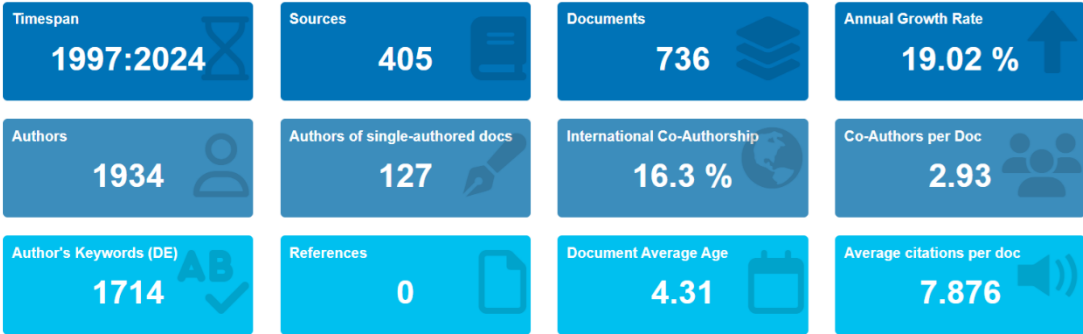 Timespan
1997:2024
Sources
405
Documents
736
Annual Growth Rate
19.02 %
Authors
1934
Authors of single-authored docs
127
International Co-Authorship
16.3 %
Co-Authors per Doc
2.93
Author's Keywords (DE)
AB
1714
References
0
Document Average Age
4.31
Average citations per doc
7.876